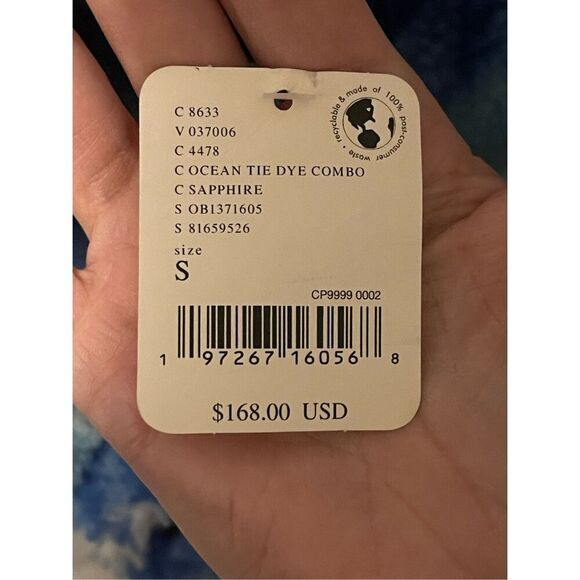 C 8633
V 037006
C 4478
C OCEAN TIE DYE COMBO
C SAPPHIRE
S OB1371605
S 81659526
size
S
recyclable & made of 100% post-consumer waste •
CP9999 0002
1 97267 16056 8
$168.00 USD